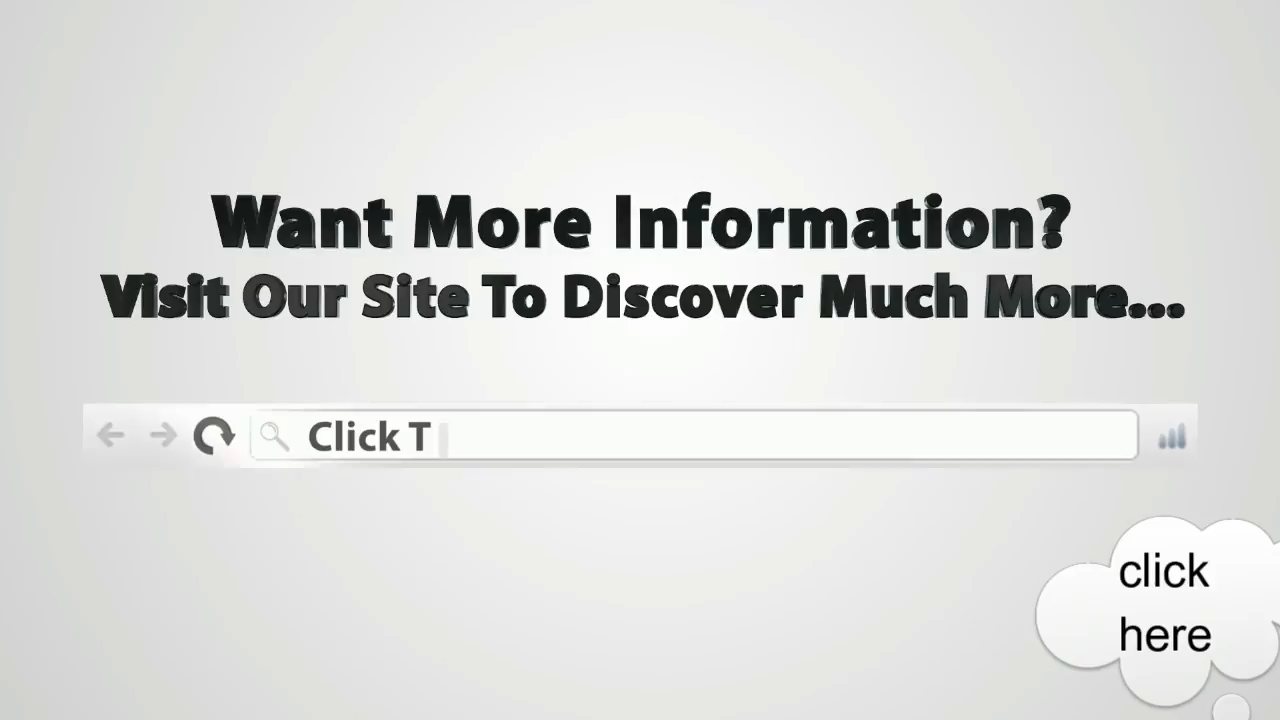 Want More Information?
Visit Our Site To Discover Much More...
Click T
click
here